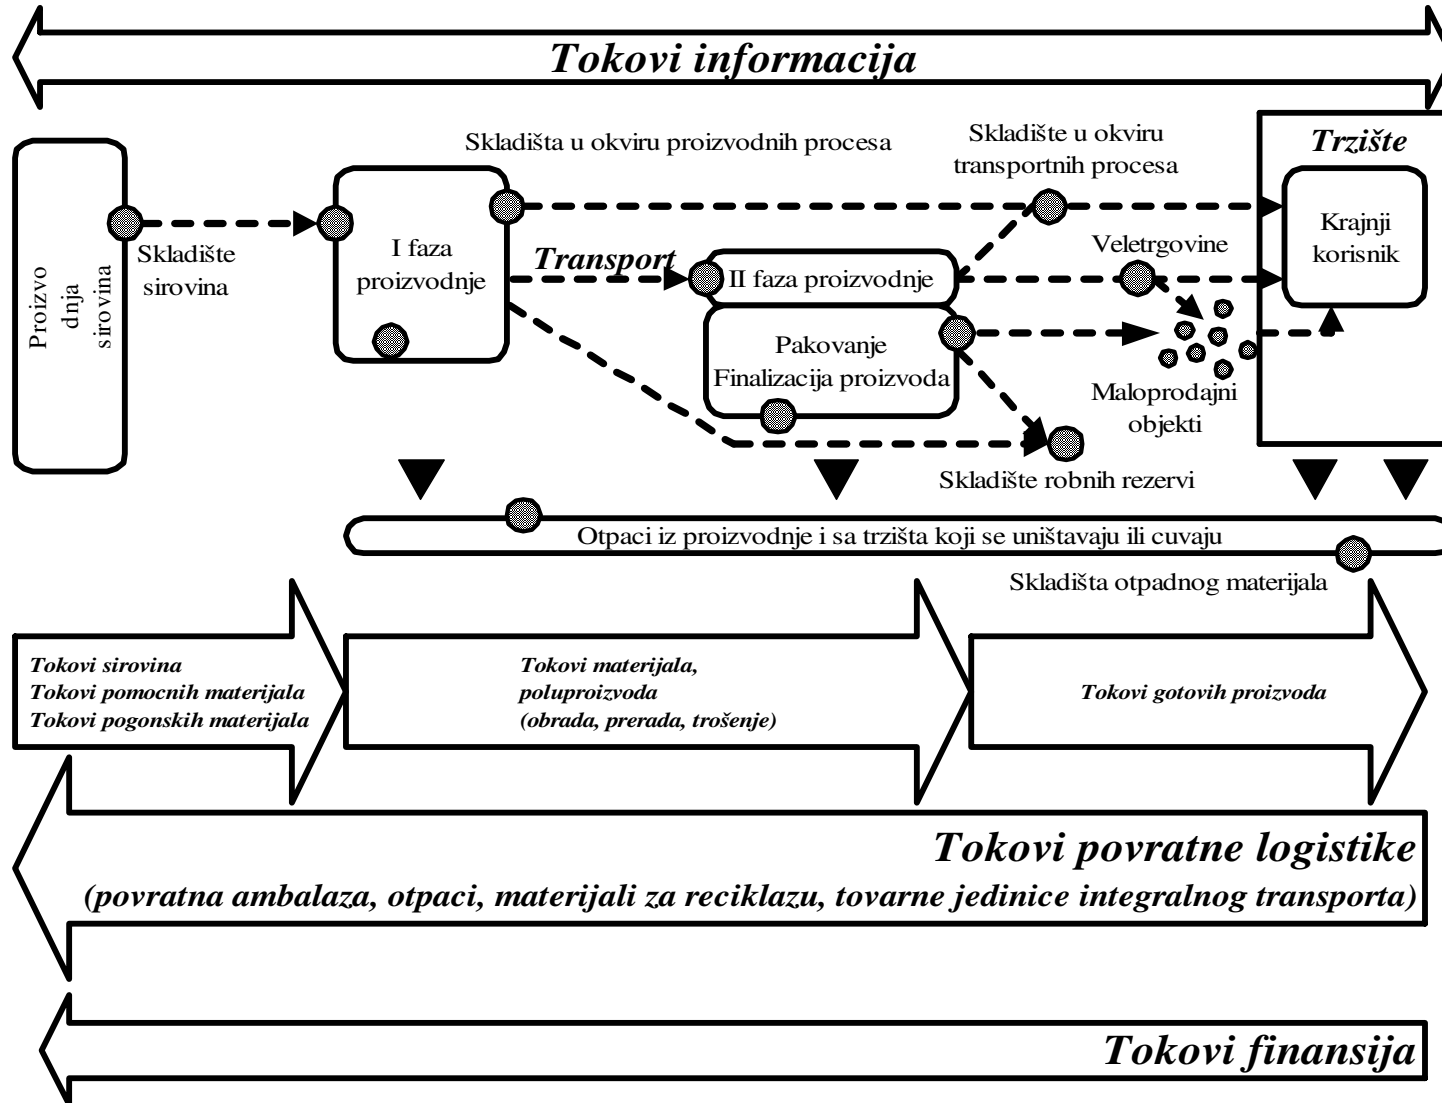 Tokovi informacija
Skladišta u okviru proizvodnih procesa
Skladište u okviru
transportnih procesa
Trzište
Proizvo
dnja
sirovina
Skladište
sirovina
I faza
proizvodnje
Transport
II faza proizvodnje
Veletrgovine
Krajnji
korisnik
Pakovanje
Finalizacija proizvoda
Maloprodajni
objekti
Skladište robnih rezervi
Otpaci iz proizvodnje i sa trzišta koji se uništavaju ili cuvaju
Skladišta otpadnog materijala
Tokovi sirovina
Tokovi pomocnih materijala
Tokovi pogonskih materijala
Tokovi materijala,
poluproizvoda
(obrada, prerada, trošenje)
Tokovi gotovih proizvoda
Tokovi povratne logistike
(povratna ambalaza, otpaci, materijali za reciklazu, tovarne jedinice integralnog transporta)
Tokovi finansija